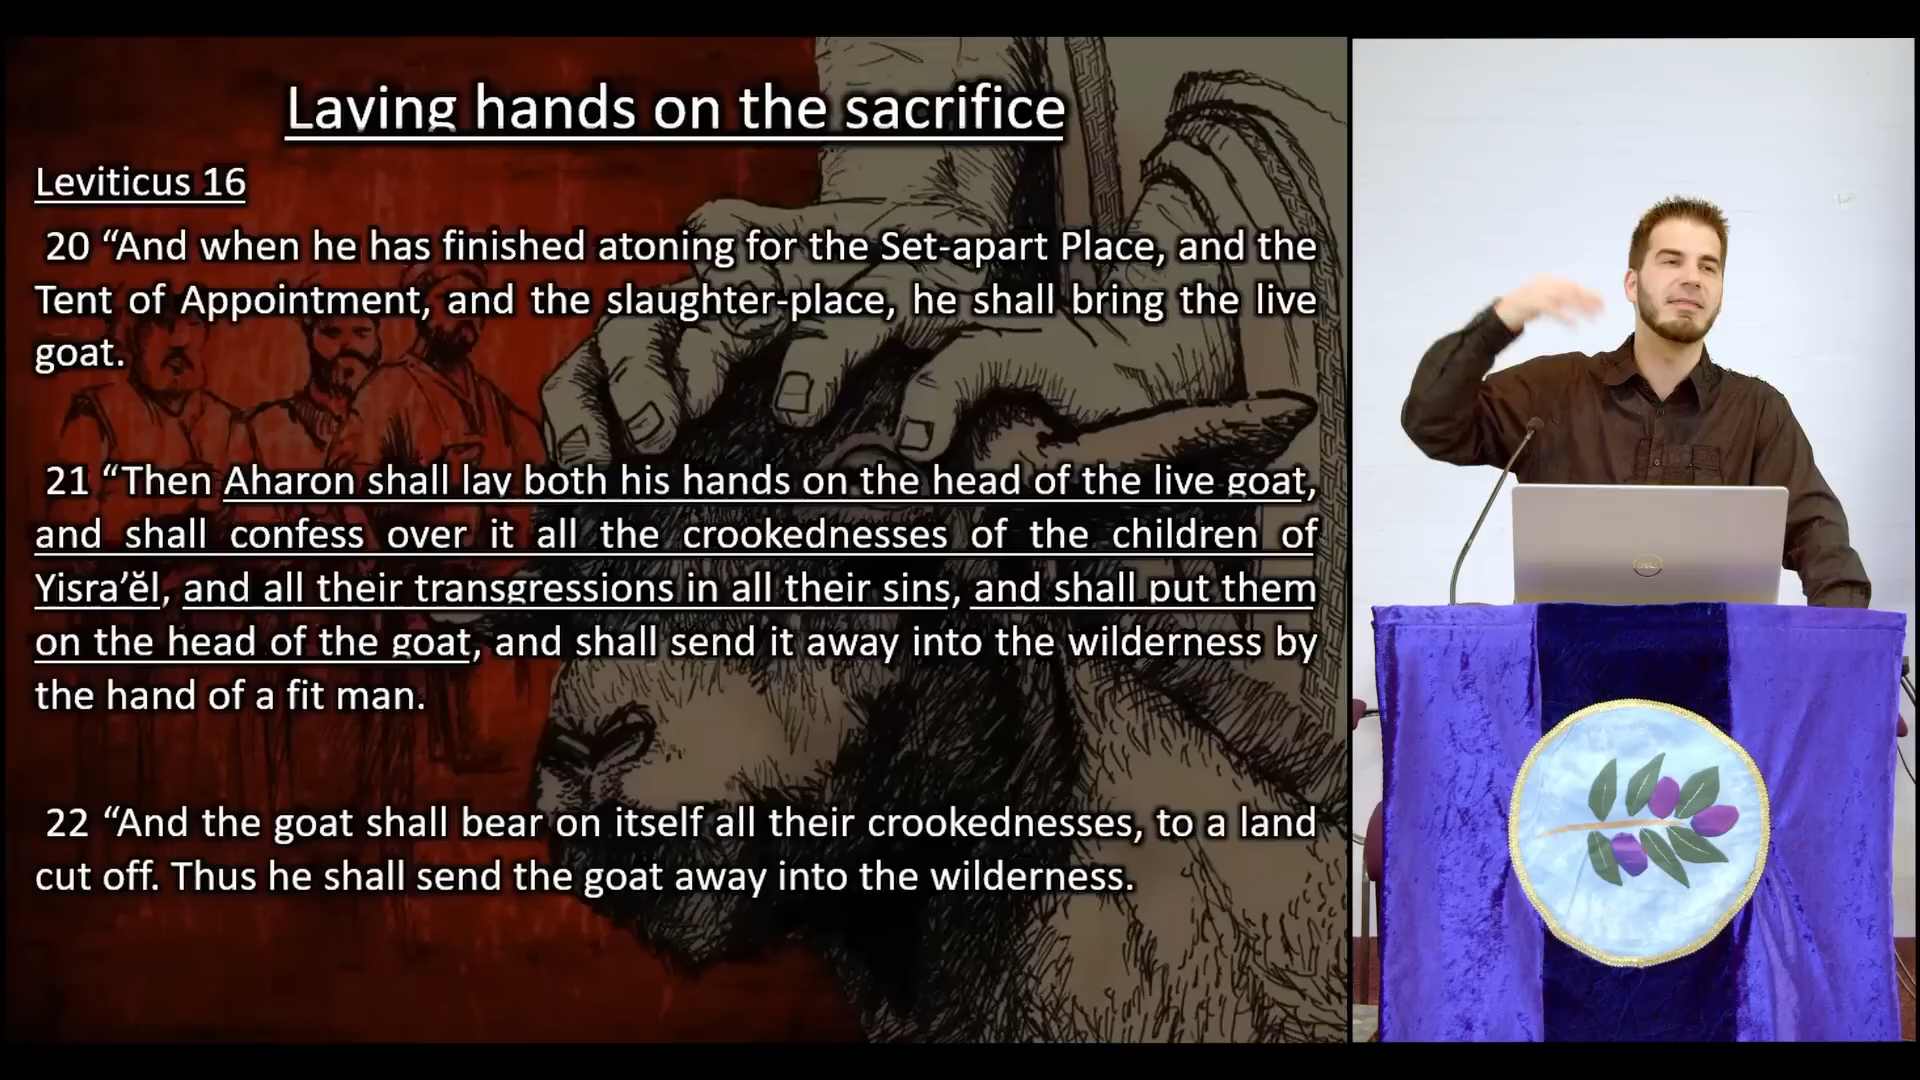 Laying hands on the sacrifice
Leviticus 16
20 “And when he has finished atoning for the Set-apart Place, and the
Tent of Appointment, and the slaughter-place, he shall bring the live
goat.
21 “Then Aharon shall lay both his hands on the head of the live goat,
and shall confess over it all the crookednesses of the children of
Yisra’ĕl, and all their transgressions in all their sins, and shall put them
on the head of the goat, and shall send it away into the wilderness by
the hand of a fit man.
22 “And the goat shall bear on itself all their crookednesses, to a land
cut off. Thus he shall send the goat away into the wilderness.
DELL